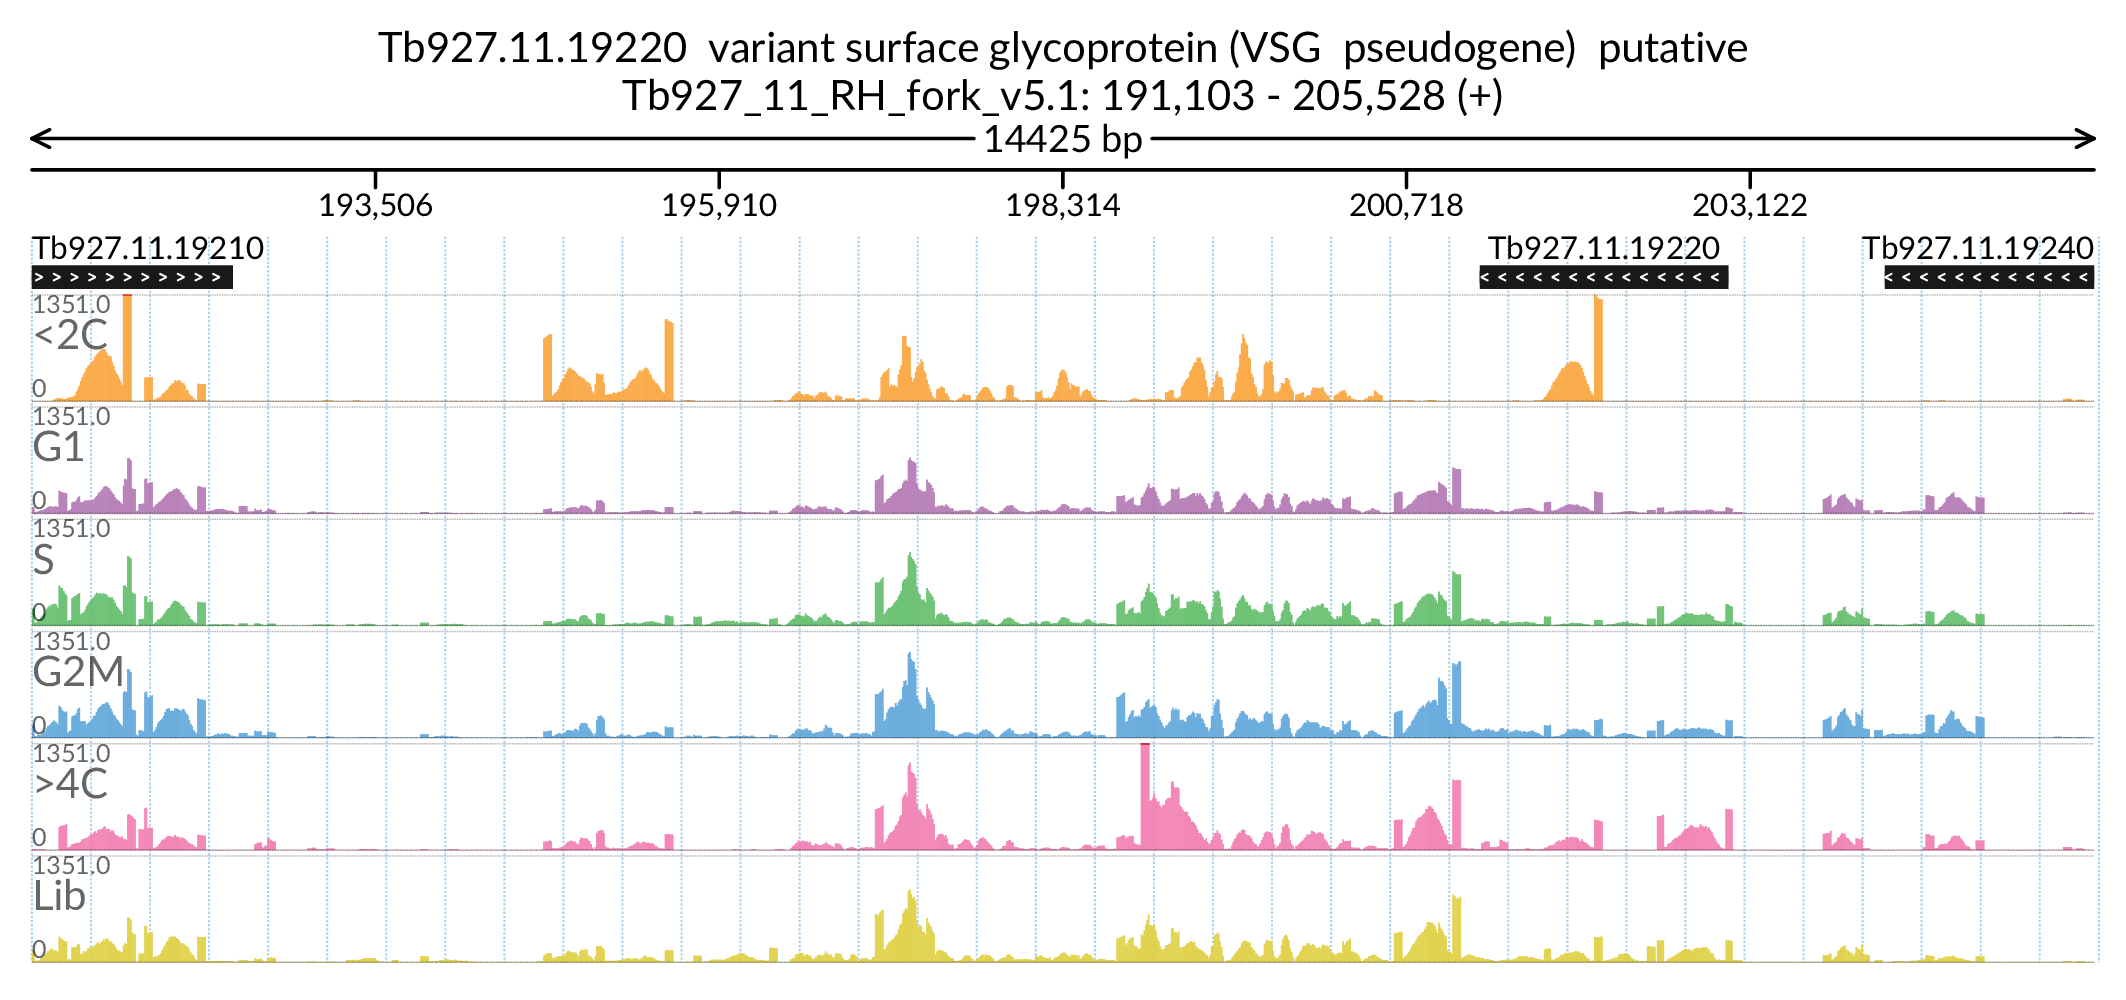 Tb927.11.19220  variant surface glycoprotein (VSG  pseudogene)  putative
Tb927_11_RH_fork_v5.1: 191,103 - 205,528 (+)
14425 bp
193,506 195,910 198,314 200,718 203,122
Tb927.11.19210 Tb927.11.19220 Tb927.11.19240
1351.0
<2C
0
1351.0
G1
0
1351.0
S
0
1351.0
G2M
0
1351.0
>4C
0
1351.0
Lib
0